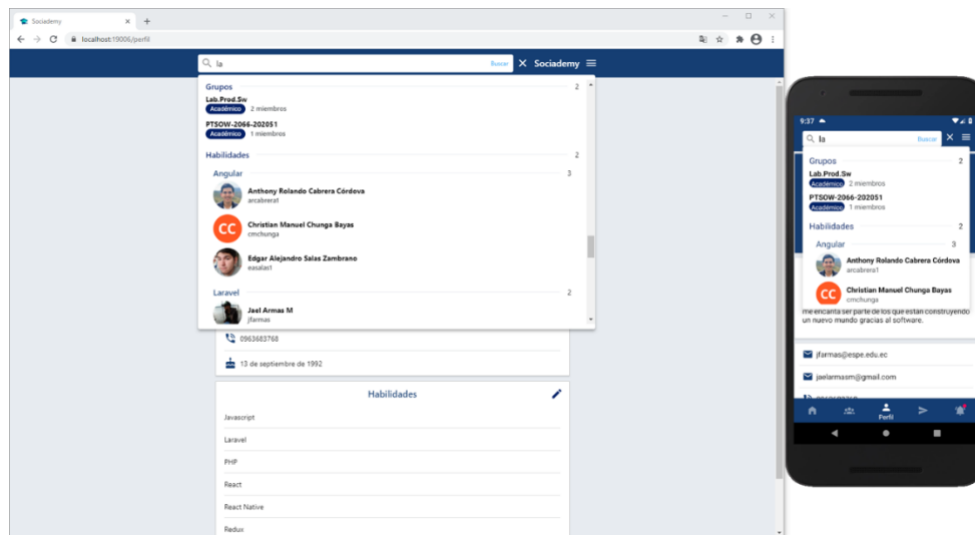 Sociademy
localhost:19006/perfil
la
Buscar
Sociademy
Grupos 2
Lab.Prod.Sw
Académico 2 miembros
PTSOW-2066-202051
Académico 1 miembros
Habilidades 2
Angular 3
Anthony Rolando Cabrera Córdova
arcabrera1
CC
Christian Manuel Chunga Bayas
cmchunga
Edgar Alejandro Salas Zambrano
easalas1
Laravel 2
Jael Armas M
jfarmas
0963683768
13 de septiembre de 1992
Habilidades
Javascript
Laravel
PHP
React
React Native
Redux
9:37
la
Buscar
Grupos 2
Lab.Prod.Sw
Académico 2 miembros
PTSOW-2066-202051
Académico 1 miembros
Habilidades 2
Angular 3
Anthony Rolando Cabrera Córdova
arcabrera1
CC
Christian Manuel Chunga Bayas
cmchunga
me encanta ser parte de los que estan construyendo
un nuevo mundo gracias al software.
jfarmas@espe.edu.ec
jaelarmasm@gmail.com
Perfil